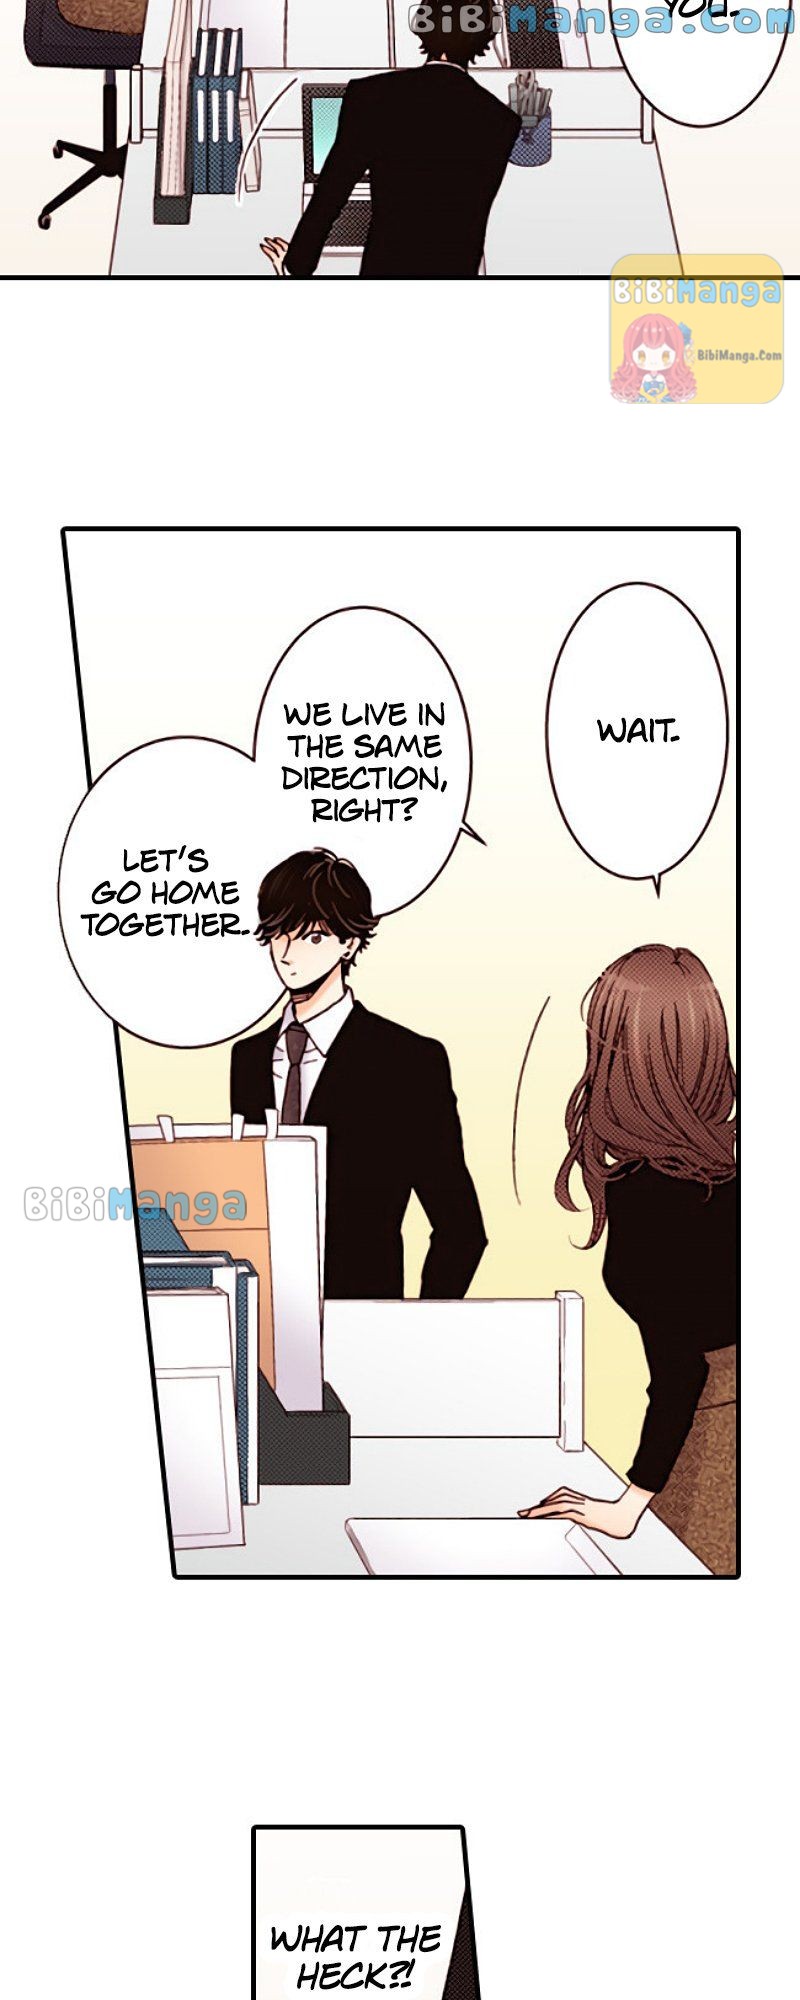 YOU.
BiBiManga.Com
BiBiManga
BibiManga.Com
WAIT.
WE LIVE IN
THE SAME
DIRECTION,
RIGHT?
LET'S
GO HOME
TOGETHER.
BiBiManga
WHAT THE
HECK?!